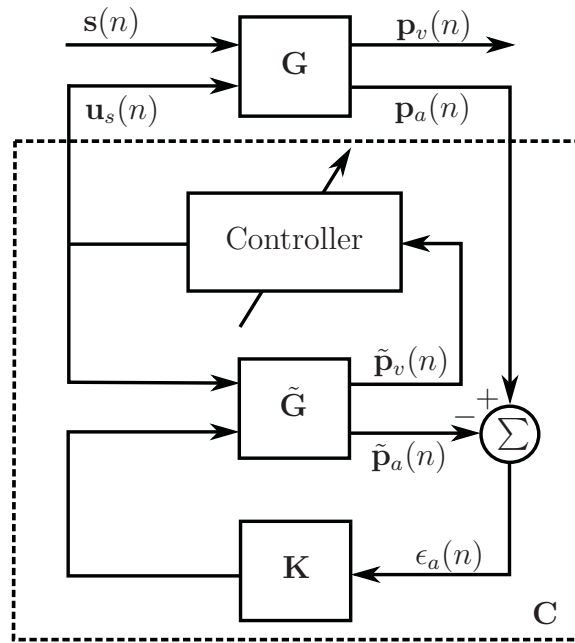 s(n)
p_v(n)
G
u_s(n)
p_a(n)
Controller
p̃_v(n)
G̃
+
−
∑
p̃_a(n)
K
ϵ_a(n)
C